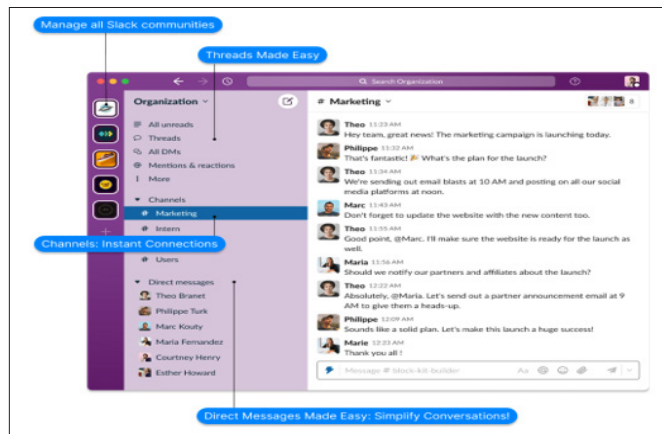 Manage all Slack communities
Threads Made Easy
Search Organization
Organization
# Marketing
8
All unreads
Threads
All DMs
Mentions & reactions
More
Channels
# Marketing
# Intern
Channels: Instant Connections
# Users
Direct messages
Theo Branet
Philippe Turk
Marc Kouty
Maria Fernandez
Courtney Henry
Esther Howard
Theo 11:23 AM
Hey team, great news! The marketing campaign is launching today.
Philippe 11:32 AM
That's fantastic! 🎉 What's the plan for the launch?
Theo 11:34 AM
We're sending out email blasts at 10 AM and posting on all our social
media platforms at noon.
Marc 11:43 AM
Don't forget to update the website with the new content too.
Theo 11:55 AM
Good point, @Marc. I'll make sure the website is ready for the launch as
well.
Maria 11:56 AM
Should we notify our partners and affiliates about the launch?
Theo 12:22 AM
Absolutely, @Maria. Let's send out a partner announcement email at 9
AM to give them a heads-up.
Philippe 12:09 AM
Sounds like a solid plan. Let's make this launch a huge success!
Marie 12:23 AM
Thank you all !
Message # block-kit-builder
Aa
Direct Messages Made Easy: Simplify Conversations!